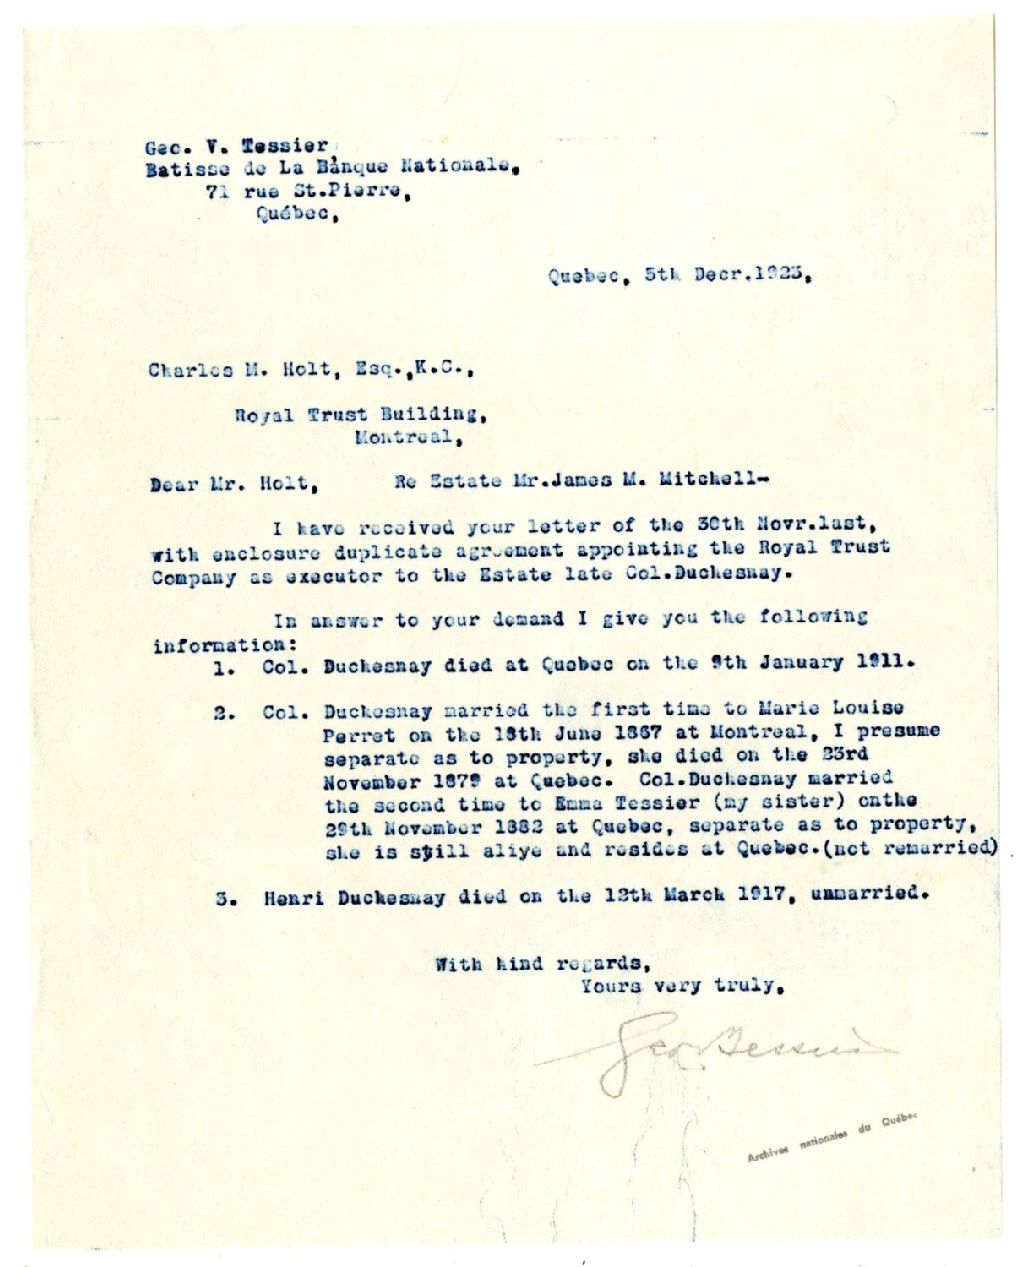 Geo. V. Tessier
Batisse de La Banque Nationale,
71 rue St.Pierre,
Québec,
Quebec, 5th Decr.1923,
Charles M. Holt, Esq.,K.C.,
Royal Trust Building,
Montreal,
Dear Mr. Holt, Re Estate Mr.James M. Mitchell-
I have received your letter of the 30th Novr.last,
with enclosure duplicate agreement appointing the Royal Trust
Company as executor to the Estate late Col.Duchesnay.
In answer to your demand I give you the following
information:
1. Col. Duchesnay died at Quebec on the 9th January 1911.
2. Col. Duchesnay married the first time to Marie Louise
Perret on the June 1867 at Montreal, I presume
separate as to property, she died on the 23rd
November 1879 at Quebec. Col.Duchesnay married
the second time to Emma Tessier (my sister) onthe
29th November 1882 at Quebec, separate as to property,
she is still alive and resides at Quebec.(not remarried)
3. Henri Duchesnay died on the March 1917, unmarried.
With kind regards,
Yours very truly,
Geo V Tessier
Archives nationales du Québec